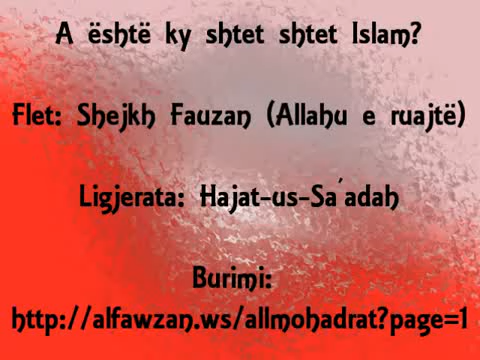 A është ky shtet shtet Islam?
Flet: Shejkh Fauzan (Allahu e ruajtë)
Ligjerata: Hajat-us-Sa´adah
Burimi:
http://alfawzan.ws/allmohadrat?page=1